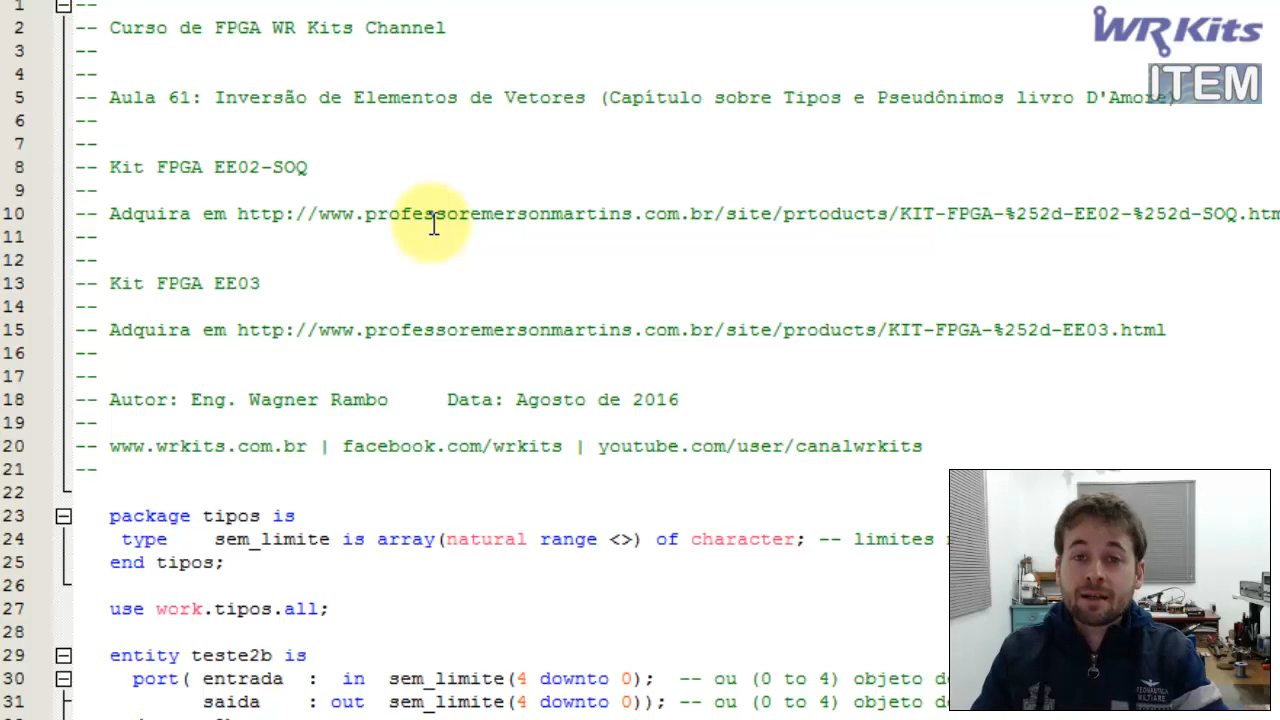 1 --
2 -- Curso de FPGA WR Kits Channel
3 --
4 --
5 -- Aula 61: Inversão de Elementos de Vetores (Capítulo sobre Tipos e Pseudônimos livro D'Amore)
6 --
7 --
8 -- Kit FPGA EE02-SOQ
9 --
10 -- Adquira em http://www.professoremersonmartins.com.br/site/prtoducts/KIT-FPGA-%252d-EE02-%252d-SOQ.htm
11 --
12 --
13 -- Kit FPGA EE03
14 --
15 -- Adquira em http://www.professoremersonmartins.com.br/site/products/KIT-FPGA-%252d-EE03.html
16 --
17 --
18 -- Autor: Eng. Wagner Rambo Data: Agosto de 2016
19 --
20 -- www.wrkits.com.br | facebook.com/wrkits | youtube.com/user/canalwrkits
21 --
22
23 package tipos is
24 type sem_limite is array(natural range <>) of character; -- limites
25 end tipos;
26
27 use work.tipos.all;
28
29 entity teste2b is
30 port( entrada : in sem_limite(4 downto 0); -- ou (0 to 4) objeto
31 saida : out sem_limite(4 downto 0)); -- ou (0 to 4) objeto
WR Kits
ITEM